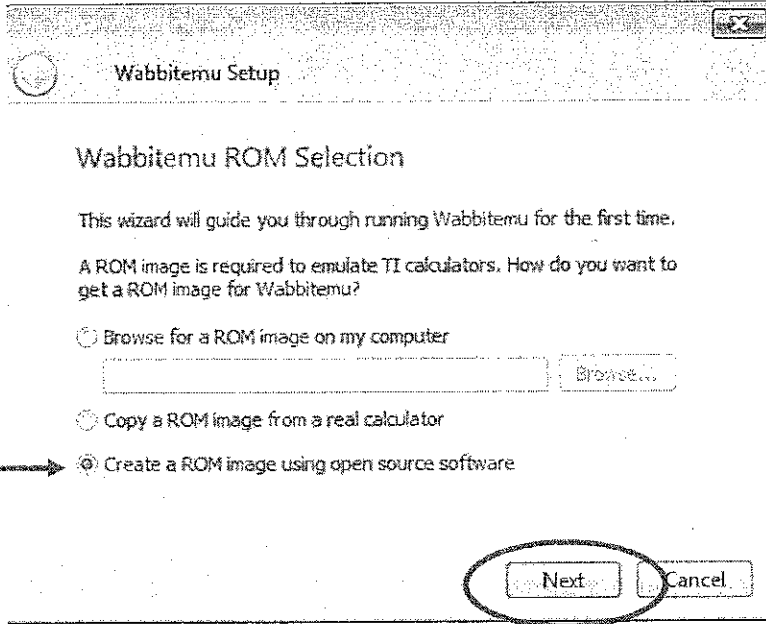 Wabbitemu Setup
Wabbitemu ROM Selection
This wizard will guide you through running Wabbitemu for the first time.
A ROM image is required to emulate TI calculators. How do you want to
get a ROM image for Wabbitemu?
Browse for a ROM image on my computer
Browse...
Copy a ROM image from a real calculator
Create a ROM image using open source software
Next
Cancel